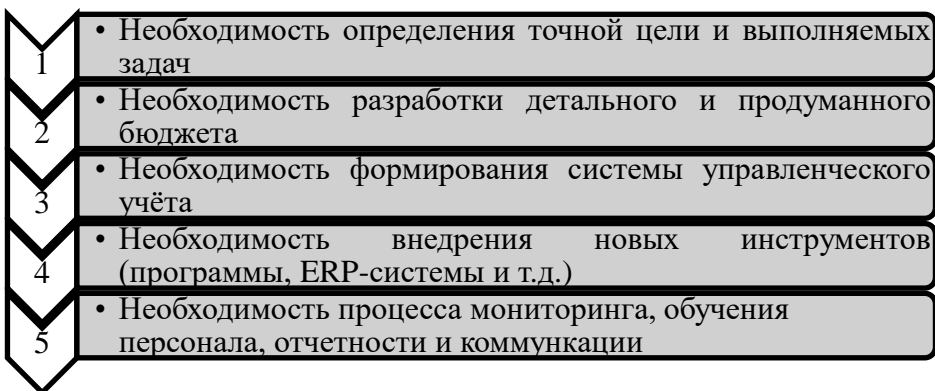 1
• Необходимость определения точной цели и выполняемых
задач
2
• Необходимость разработки детального и продуманного
бюджета
3
• Необходимость формирования системы управленческого
учёта
4
• Необходимость внедрения новых инструментов
(программы, ERP-системы и т.д.)
5
• Необходимость процесса мониторинга, обучения
персонала, отчетности и коммункации